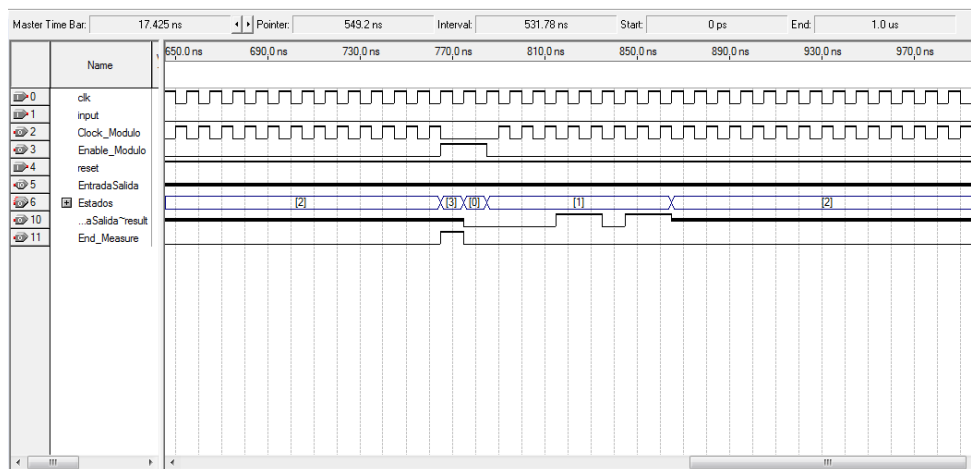 Master Time Bar: 17.425 ns Pointer: 549.2 ns Interval: 531.78 ns Start: 0 ps End: 1.0 us
Name
650.0 ns 690.0 ns 730.0 ns 770.0 ns 810.0 ns 850.0 ns 890.0 ns 930.0 ns 970.0 ns
0 clk
1 input
2 Clock_Modulo
3 Enable_Modulo
4 reset
5 EntradaSalida
6 Estados [2] [3] [0] [1] [2]
10 ...aSalida~result
11 End_Measure